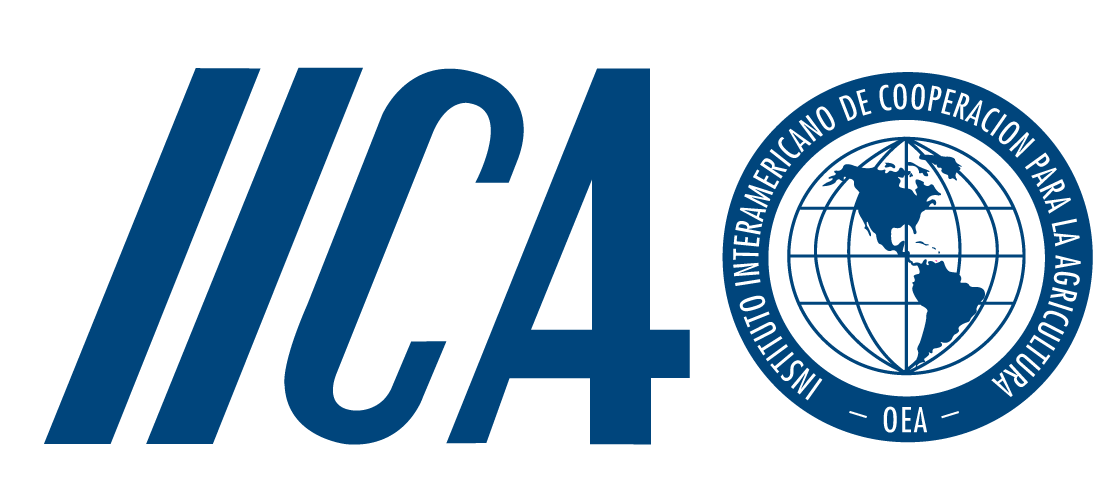 IICA
INSTITUTO INTERAMERICANO DE COOPERACION PARA LA AGRICULTURA
– OEA –